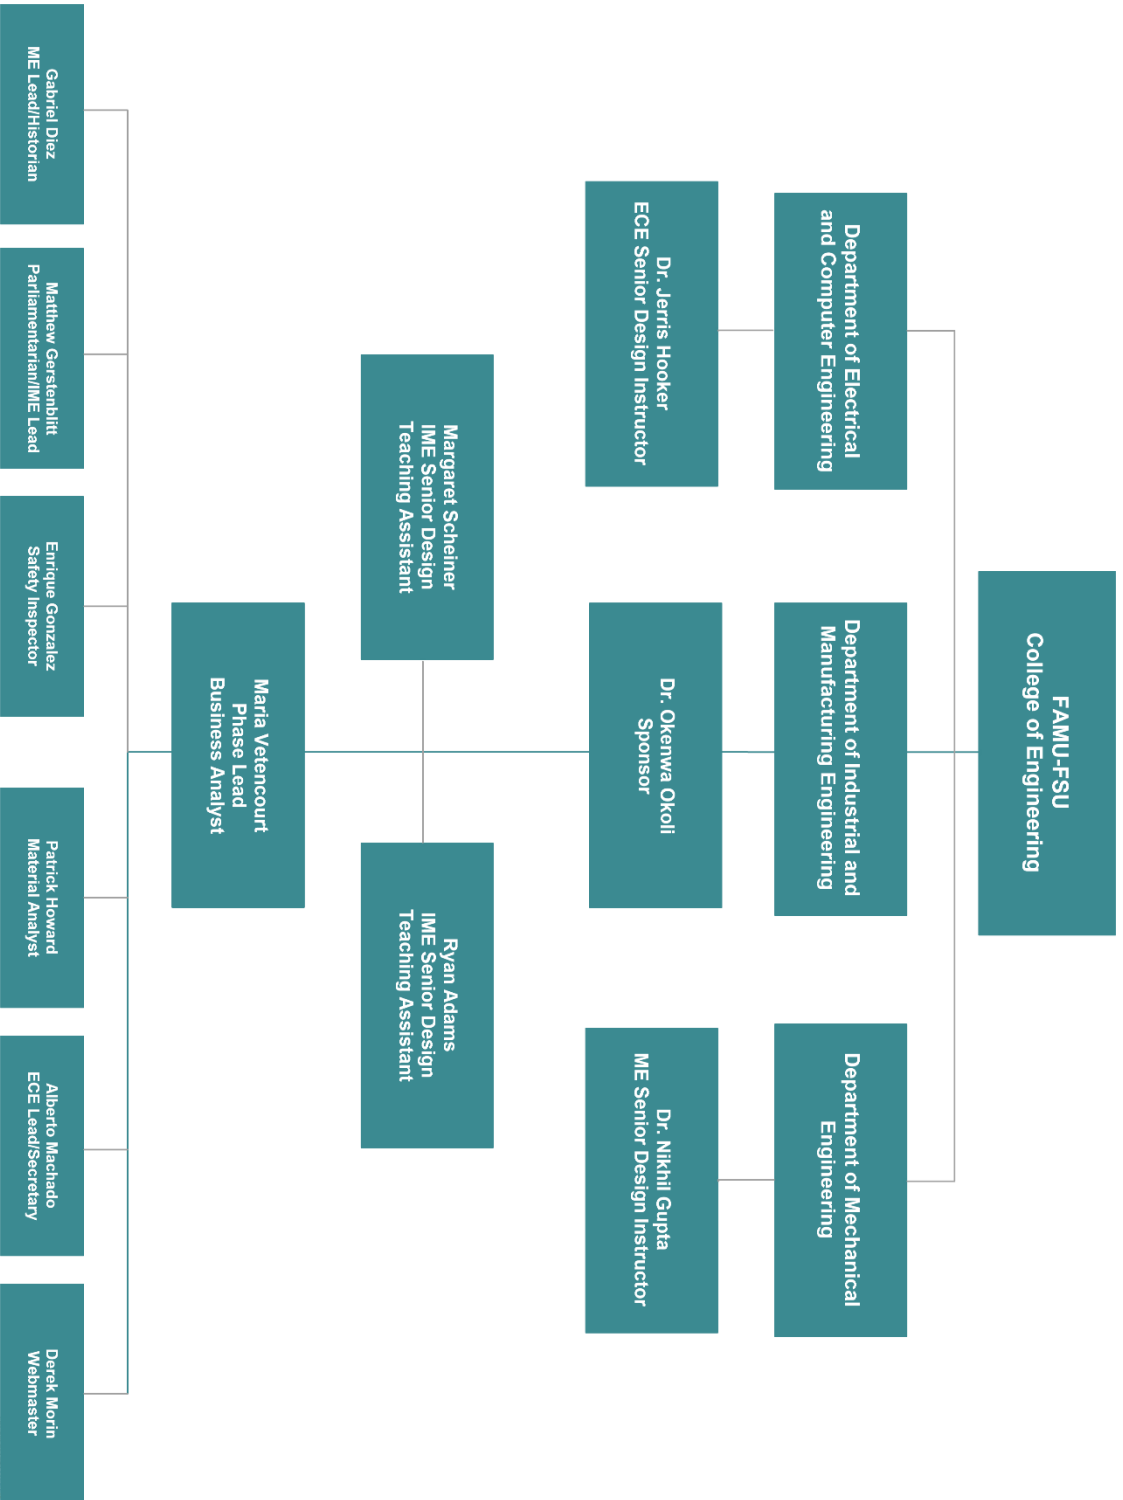 FAMU-FSU
College of Engineering
Department of Electrical
and Computer Engineering
Department of Industrial and
Manufacturing Engineering
Department of Mechanical
Engineering
Dr. Jerris Hooker
ECE Senior Design Instructor
Dr. Okenwa Okoli
Sponsor
Dr. Nikhil Gupta
ME Senior Design Instructor
Margaret Scheiner
IME Senior Design
Teaching Assistant
Ryan Adams
IME Senior Design
Teaching Assistant
Maria Vetencourt
Phase Lead
Business Analyst
Gabriel Diez
ME Lead/Historian
Matthew Gerstenblitt
Parliamentarian/IME Lead
Enrique Gonzalez
Safety Inspector
Patrick Howard
Material Analyst
Alberto Machado
ECE Lead/Secretary
Derek Morin
Webmaster